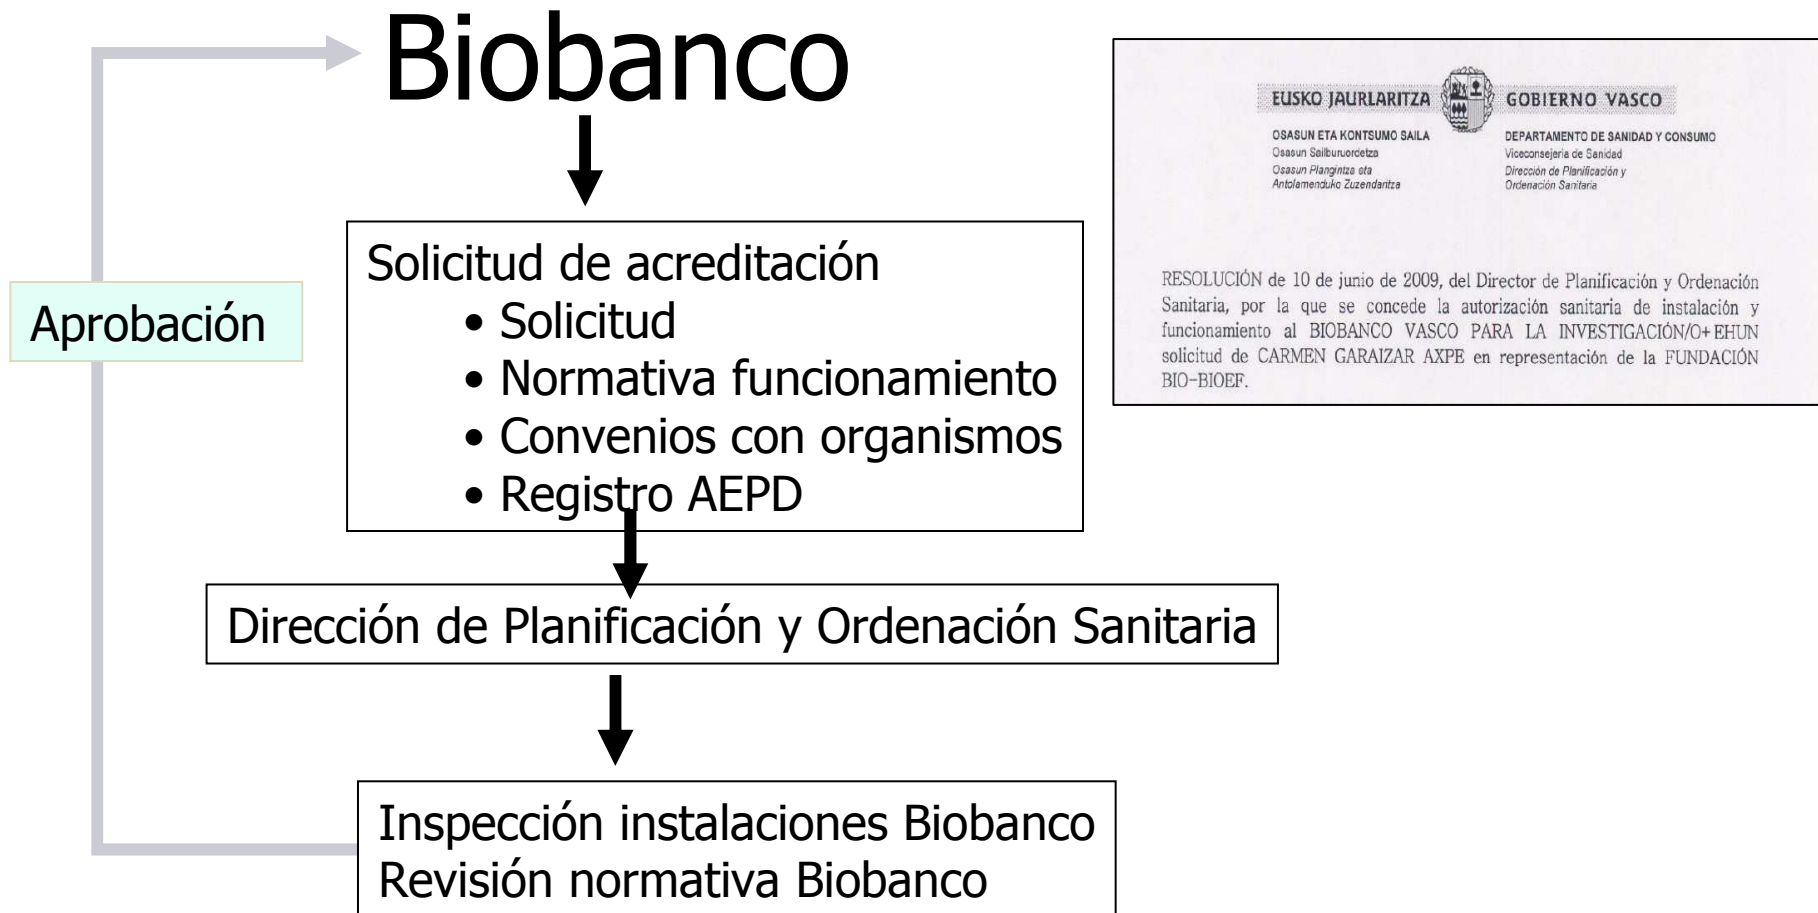 Biobanco
Solicitud de acreditación
• Solicitud
• Normativa funcionamiento
• Convenios con organismos
• Registro AEPD
Aprobación
Dirección de Planificación y Ordenación Sanitaria
Inspección instalaciones Biobanco
Revisión normativa Biobanco
EUSKO JAURLARITZA
GOBIERNO VASCO
OSASUN ETA KONTSUMO SAILA
Osasun Sailburuordetza
Osasun Plangintza eta
Antolamenduko Zuzendaritza
DEPARTAMENTO DE SANIDAD Y CONSUMO
Viceconsejería de Sanidad
Dirección de Planificación y
Ordenación Sanitaria
RESOLUCIÓN de 10 de junio de 2009, del Director de Planificación y Ordenación
Sanitaria, por la que se concede la autorización sanitaria de instalación y
funcionamiento al BIOBANCO VASCO PARA LA INVESTIGACIÓN/O+EHUN
solicitud de CARMEN GARAIZAR AXPE en representación de la FUNDACIÓN
BIO-BIOEF.